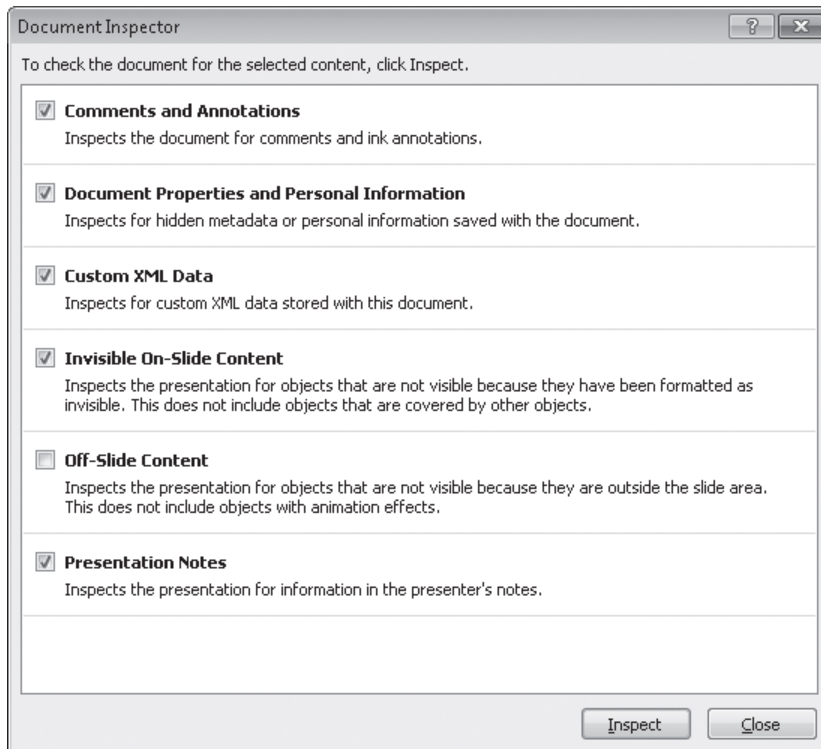 Document Inspector
?
To check the document for the selected content, click Inspect.
Comments and Annotations
Inspects the document for comments and ink annotations.
Document Properties and Personal Information
Inspects for hidden metadata or personal information saved with the document.
Custom XML Data
Inspects for custom XML data stored with this document.
Invisible On-Slide Content
Inspects the presentation for objects that are not visible because they have been formatted as
invisible. This does not include objects that are covered by other objects.
Off-Slide Content
Inspects the presentation for objects that are not visible because they are outside the slide area.
This does not include objects with animation effects.
Presentation Notes
Inspects the presentation for information in the presenter's notes.
Inspect Close